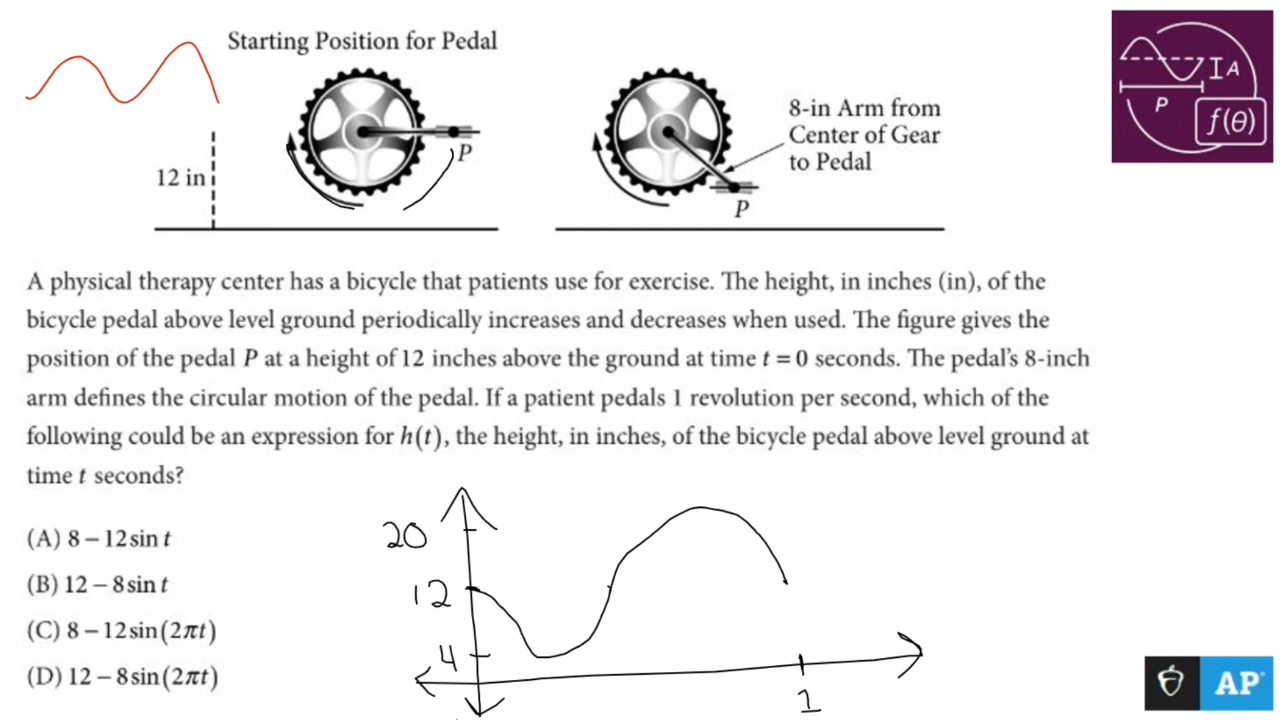 Starting Position for Pedal
12 in
P
8-in Arm from
Center of Gear
to Pedal
P
A
P
f(θ)
A physical therapy center has a bicycle that patients use for exercise. The height, in inches (in), of the
bicycle pedal above level ground periodically increases and decreases when used. The figure gives the
position of the pedal P at a height of 12 inches above the ground at time t = 0 seconds. The pedal's 8-inch
arm defines the circular motion of the pedal. If a patient pedals 1 revolution per second, which of the
following could be an expression for h(t), the height, in inches, of the bicycle pedal above level ground at
time t seconds?
(A) 8 – 12 sin t
(B) 12 – 8 sin t
(C) 8 – 12 sin(2πt)
(D) 12 – 8 sin(2πt)
20
12
4
1
AP